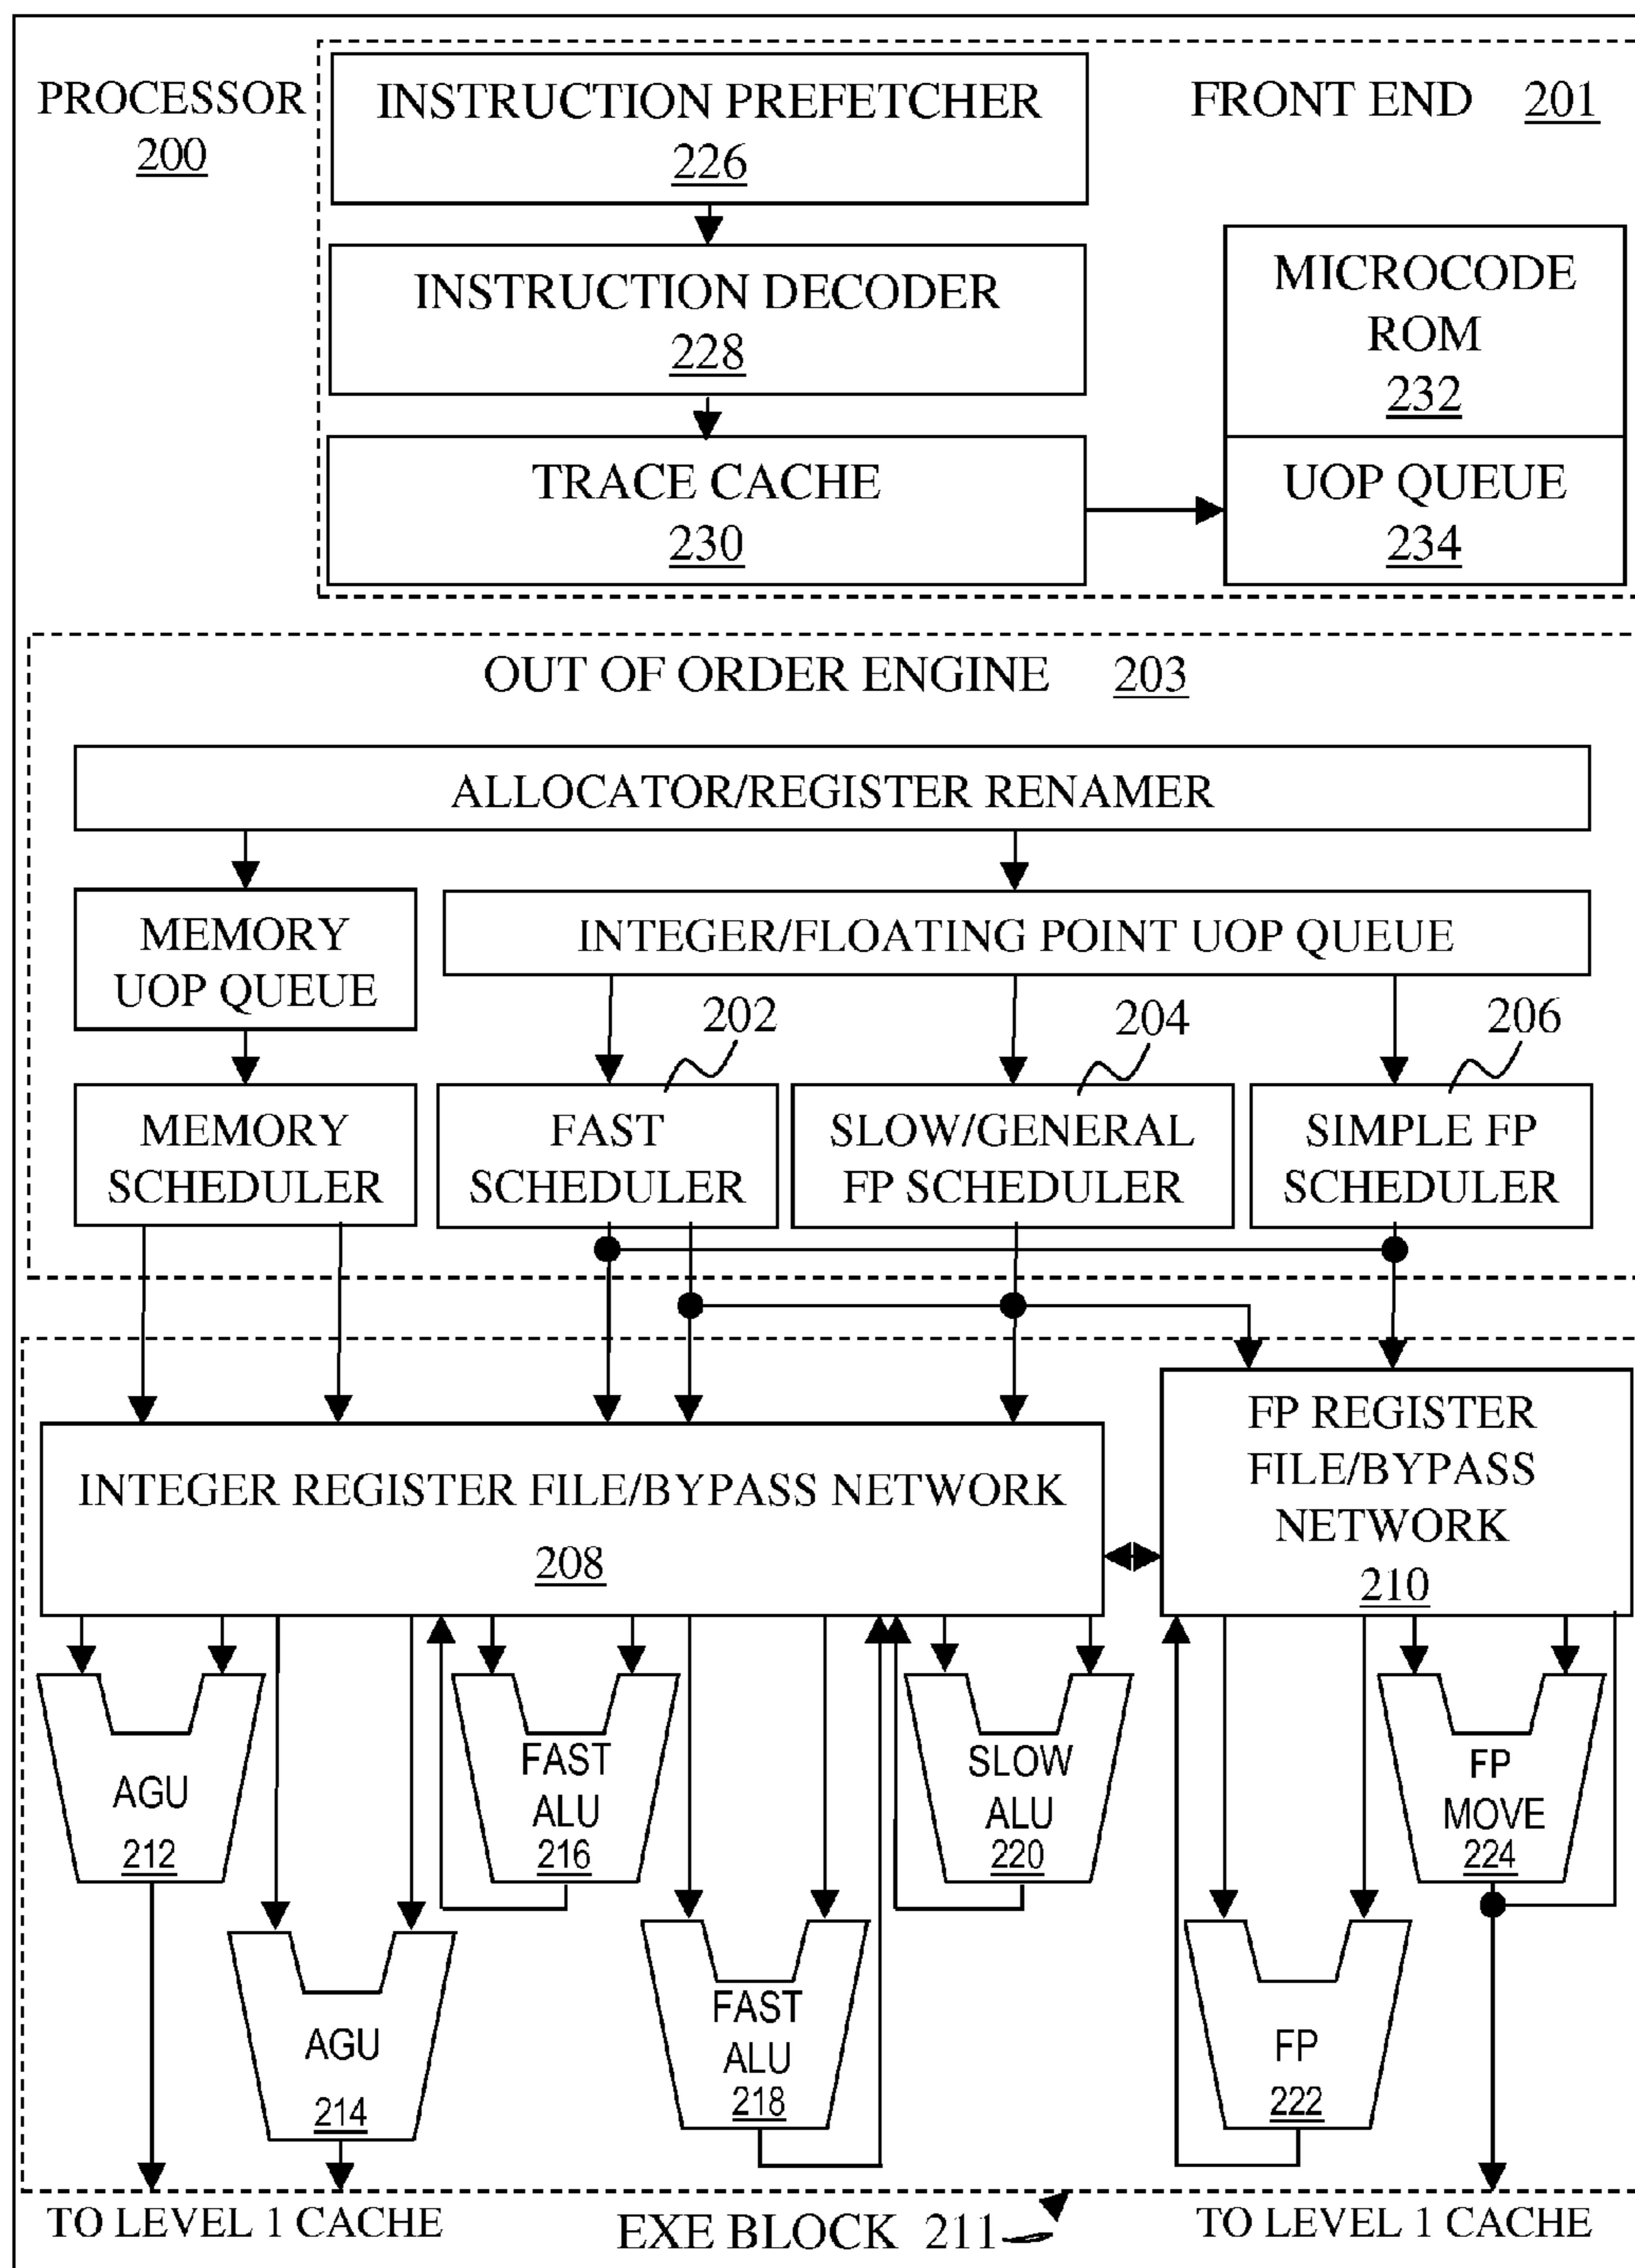 PROCESSOR
200
INSTRUCTION PREFETCHER
226
FRONT END 201
INSTRUCTION DECODER
228
MICROCODE
ROM
232
TRACE CACHE
230
UOP QUEUE
234
OUT OF ORDER ENGINE 203
ALLOCATOR/REGISTER RENAMER
MEMORY
UOP QUEUE
INTEGER/FLOATING POINT UOP QUEUE
202
204
206
MEMORY
SCHEDULER
FAST
SCHEDULER
SLOW/GENERAL
FP SCHEDULER
SIMPLE FP
SCHEDULER
INTEGER REGISTER FILE/BYPASS NETWORK
208
FP REGISTER
FILE/BYPASS
NETWORK
210
AGU
212
FAST
ALU
216
SLOW
ALU
220
FP
MOVE
224
AGU
214
FAST
ALU
218
FP
222
TO LEVEL 1 CACHE
EXE BLOCK 211
TO LEVEL 1 CACHE